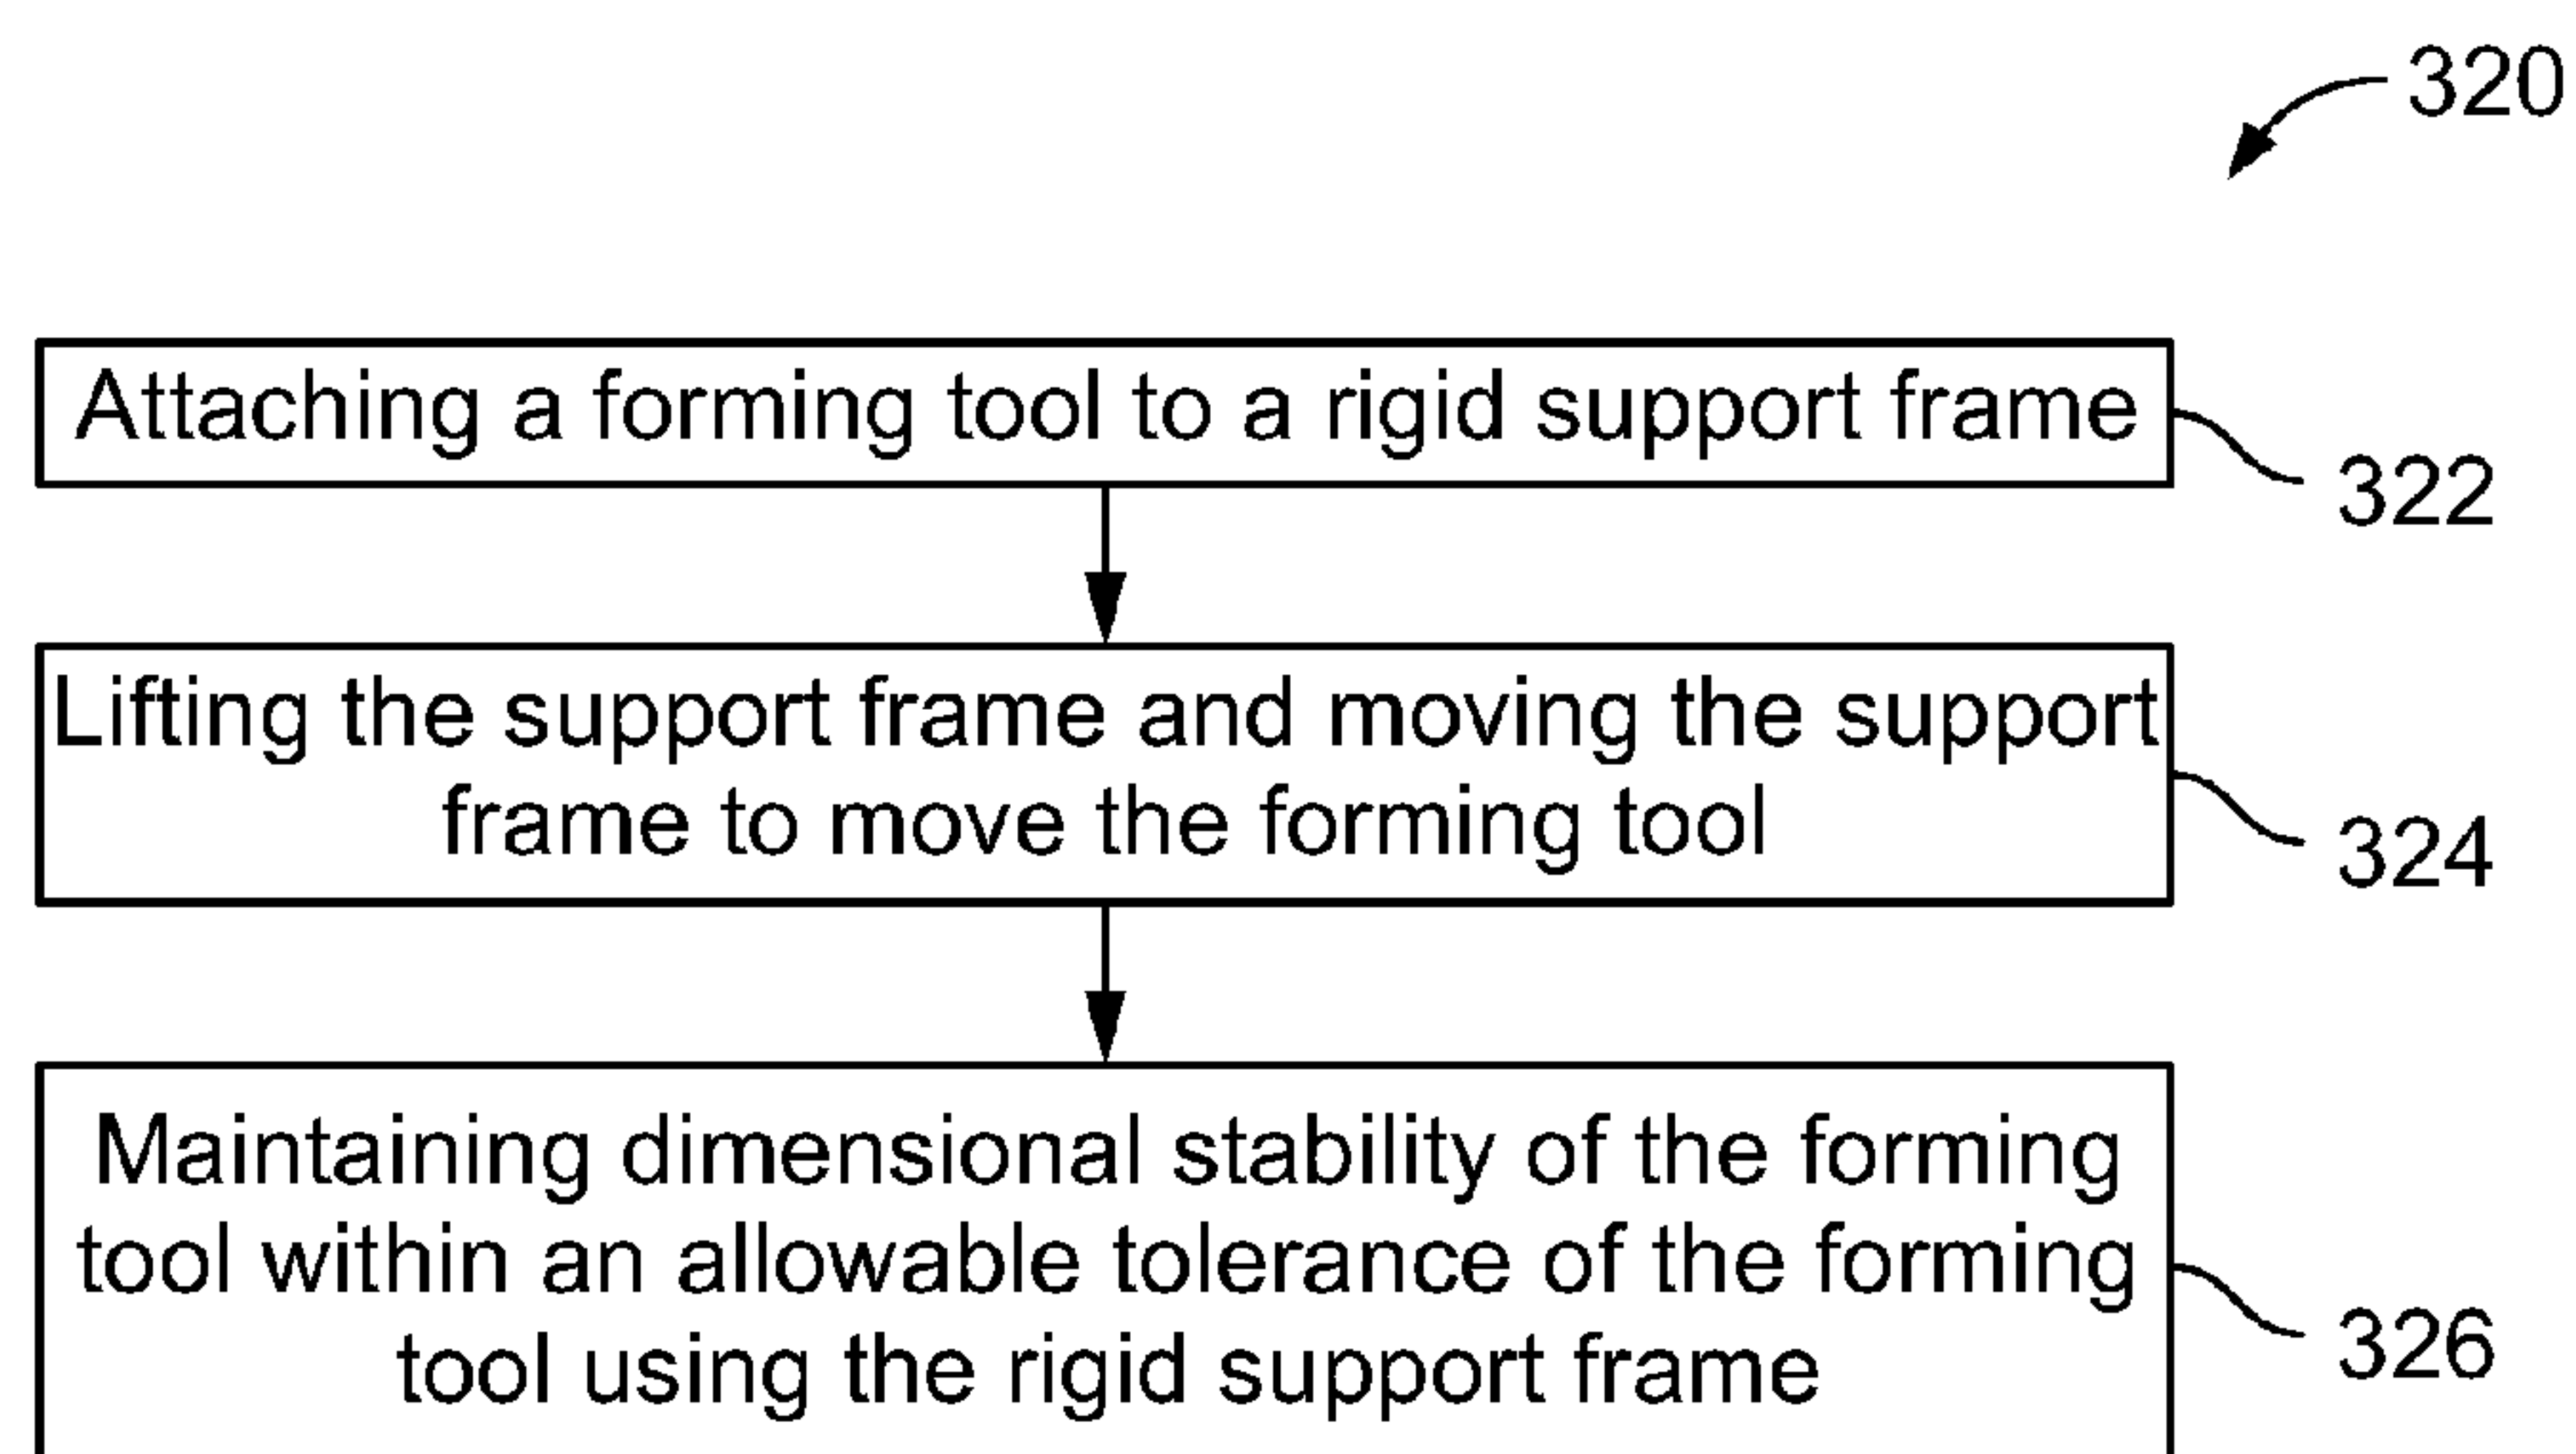 320
Attaching a forming tool to a rigid support frame
322
Lifting the support frame and moving the support
frame to move the forming tool
324
Maintaining dimensional stability of the forming
tool within an allowable tolerance of the forming
tool using the rigid support frame
326